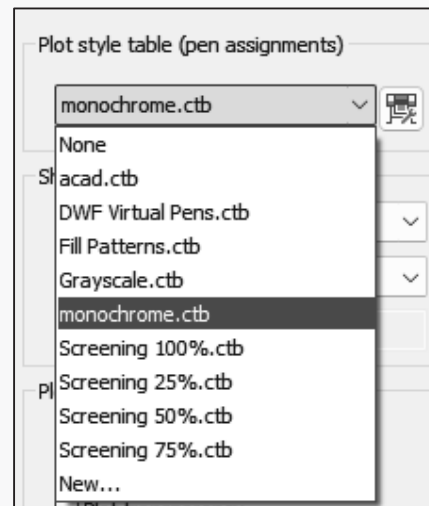 Plot style table (pen assignments)
monochrome.ctb
None
acad.ctb
DWF Virtual Pens.ctb
Fill Patterns.ctb
Grayscale.ctb
monochrome.ctb
Screening 100%.ctb
Screening 25%.ctb
Screening 50%.ctb
Screening 75%.ctb
New...